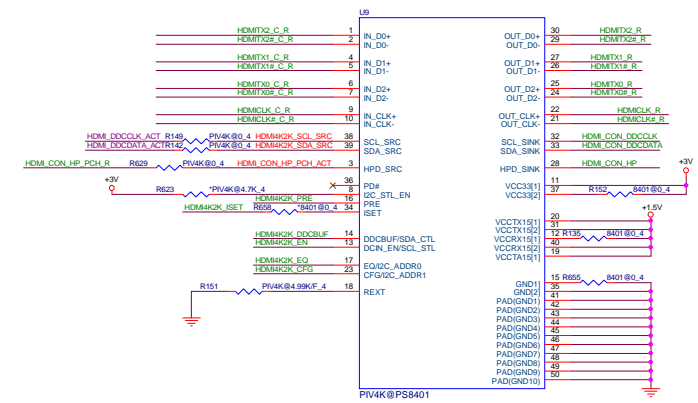 U9
HDMITX2_C_R 1 IN_D0+ OUT_D0+ 30 HDMITX2_R
HDMITX2#_C_R 2 IN_D0- OUT_D0- 29 HDMITX2#_R
HDMITX1_C_R 4 IN_D1+ OUT_D1+ 27 HDMITX1_R
HDMITX1#_C_R 5 IN_D1- OUT_D1- 26 HDMITX1#_R
HDMITX0_C_R 6 IN_D2+ OUT_D2+ 25 HDMITX0_R
HDMITX0#_C_R 7 IN_D2- OUT_D2- 24 HDMITX0#_R
HDMICLK_C_R 9 IN_CLK+ OUT_CLK+ 22 HDMICLK_R
HDMICLK#_C_R 10 IN_CLK- OUT_CLK- 21 HDMICLK#_R
HDMI_DDCCLK_ACT R149 PIV4K@0_4 HDMI4K2K_SCL_SRC 38 SCL_SRC SCL_SINK 32 HDMI_CON_DDCCLK
HDMI_DDCDATA_ACT R142 PIV4K@0_4 HDMI4K2K_SDA_SRC 39 SDA_SRC SDA_SINK 33 HDMI_CON_DDCDATA
HDMI_CON_HP_PCH_R R629 PIV4K@0_4 HDMI_CON_HP_PCH_ACT 3 HPD_SRC HPD_SINK 28 HDMI_CON_HP
+3V
36 PD# VCC33[1] 11
+3V R623 *PIV4K@4.7K_4 8 I2C_STL_EN VCC33[2] 37 R152 8401@0_4
HDMI4K2K_PRE 16 PRE
HDMI4K2K_ISET R658 *8401@0_4 34 ISET
+1.5V
VCCTX15[1] 20
VCCTX15[2] 31
HDMI4K2K_DDCBUF 14 DDCBUF/SDA_CTL VCCRX15[1] 12 R135 8401@0_4
HDMI4K2K_EN 13 DCIN_EN/SCL_STL VCCRX15[2] 40
VCCTA15[1] 19
HDMI4K2K_EQ 17 EQ/I2C_ADDR0
HDMI4K2K_CFG 23 CFG/I2C_ADDR1
GND1] 15 R655 8401@0_4
R151 PIV4K@4.99K/F_4 18 REXT GND[2] 35
PAD(GND1) 41
PAD(GND2) 42
PAD(GND3) 43
PAD(GND4) 44
PAD(GND5) 45
PAD(GND6) 46
PAD(GND7) 47
PAD(GND8) 48
PAD(GND9) 49
PAD(GND10) 50
PIV4K@PS8401